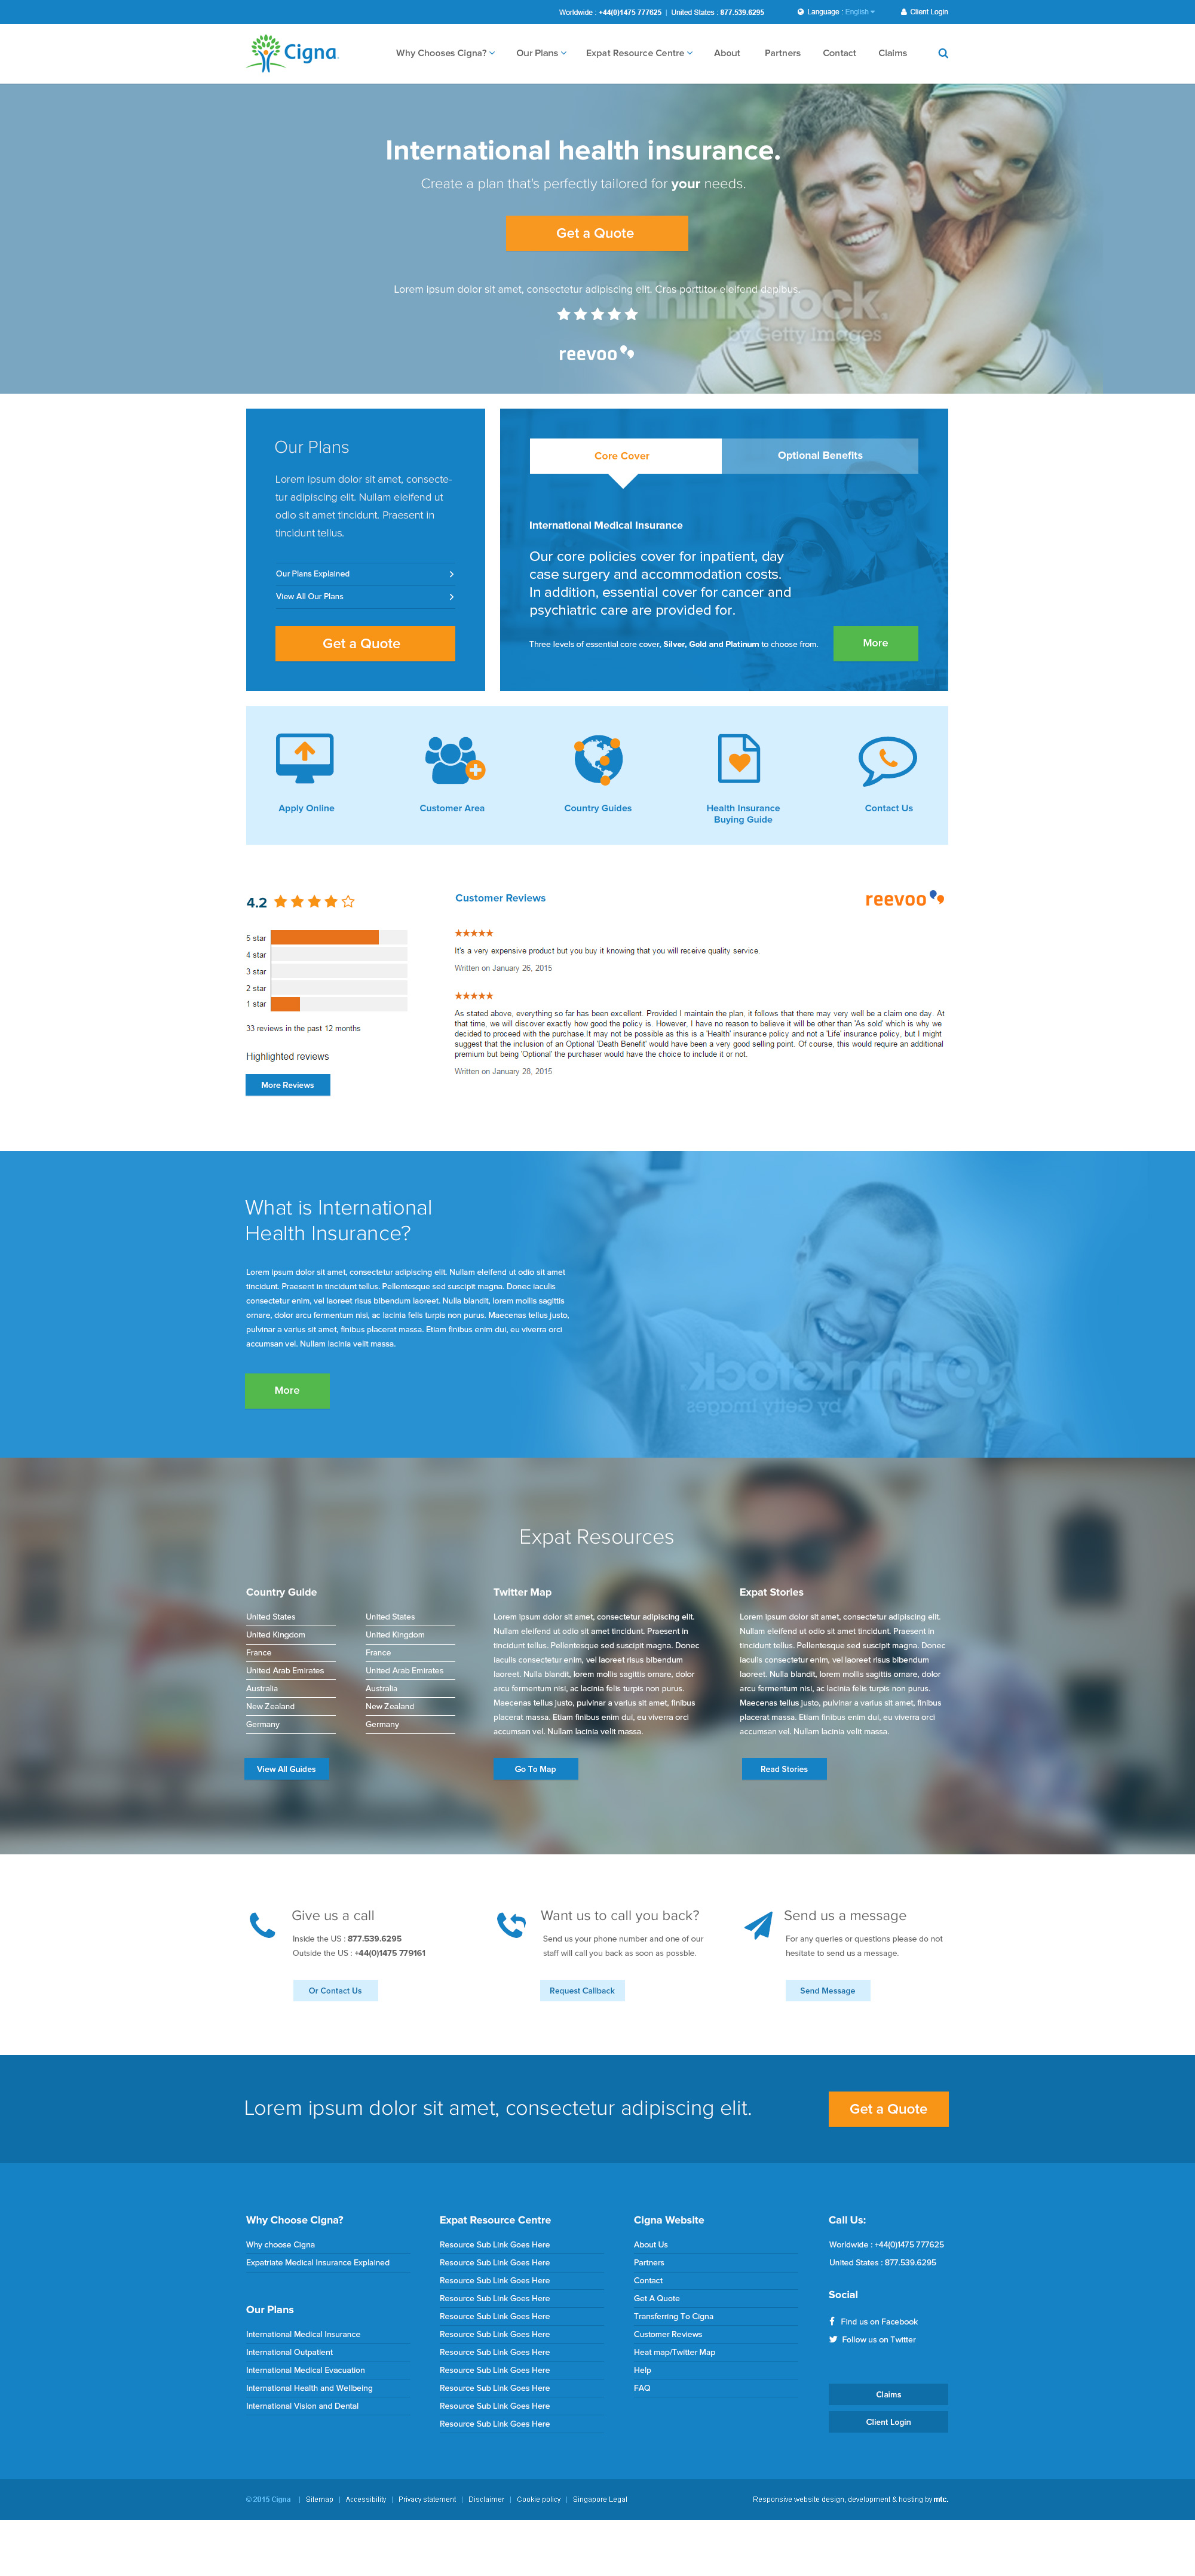 Worldwide : +44(0)1475 777625 | United States : 877.539.6295
Language : English
Client Login
Cigna
Why Chooses Cigna?
Our Plans
Expat Resource Centre
About
Partners
Contact
Claims
International health insurance.
Create a plan that's perfectly tailored for your needs.
Get a Quote
Lorem ipsum dolor sit amet, consectetur adipiscing elit. Cras porttitor eleifend dapibus.
Thinkstock
by Getty Images
reevoo
Our Plans
Lorem ipsum dolor sit amet, consecte-
tur adipiscing elit. Nullam eleifend ut
odio sit amet tincidunt. Praesent in
tincidunt tellus.
Our Plans Explained
View All Our Plans
Get a Quote
Core Cover
Optional Benefits
International Medical Insurance
Our core policies cover for inpatient, day
case surgery and accommodation costs.
In addition, essential cover for cancer and
psychiatric care are provided for.
Three levels of essential core cover, Silver, Gold and Platinum to choose from.
More
Apply Online
Customer Area
Country Guides
Health Insurance
Buying Guide
Contact Us
4.2
5 star
4 star
3 star
2 star
1 star
33 reviews in the past 12 months
Highlighted reviews
More Reviews
Customer Reviews
reevoo
It's a very expensive product but you buy it knowing that you will receive quality service.
Written on January 26, 2015
As stated above, everything so far has been excellent. Provided I maintain the plan, it follows that there may very well be a claim one day. At
that time, we will discover exactly how good the policy is. However, I have no reason to believe it will be other than 'As sold' which is why we
decided to proceed with the purchase.It may not be possible as this is a 'Health' insurance policy and not a 'Life' insurance policy, but I might
suggest that the inclusion of an Optional 'Death Benefit' would have been a very good selling point. Of course, this would require an additional
premium but being 'Optional' the purchaser would have the choice to include it or not.
Written on January 28, 2015
What is International
Health Insurance?
Lorem ipsum dolor sit amet, consectetur adipiscing elit. Nullam eleifend ut odio sit amet
tincidunt. Praesent in tincidunt tellus. Pellentesque sed suscipit magna. Donec iaculis
consectetur enim, vel laoreet risus bibendum laoreet. Nulla blandit, lorem mollis sagittis
ornare, dolor arcu fermentum nisi, ac lacinia felis turpis non purus. Maecenas tellus justo,
pulvinar a varius sit amet, finibus placerat massa. Etiam finibus enim dui, eu viverra orci
accumsan vel. Nullam lacinia velit massa.
More
Thinkstock
by Getty Images
Expat Resources
Country Guide
United States
United Kingdom
France
United Arab Emirates
Australia
New Zealand
Germany
United States
United Kingdom
France
United Arab Emirates
Australia
New Zealand
Germany
View All Guides
Twitter Map
Lorem ipsum dolor sit amet, consectetur adipiscing elit.
Nullam eleifend ut odio sit amet tincidunt. Praesent in
tincidunt tellus. Pellentesque sed suscipit magna. Donec
iaculis consectetur enim, vel laoreet risus bibendum
laoreet. Nulla blandit, lorem mollis sagittis ornare, dolor
arcu fermentum nisi, ac lacinia felis turpis non purus.
Maecenas tellus justo, pulvinar a varius sit amet, finibus
placerat massa. Etiam finibus enim dui, eu viverra orci
accumsan vel. Nullam lacinia velit massa.
Go To Map
Expat Stories
Lorem ipsum dolor sit amet, consectetur adipiscing elit.
Nullam eleifend ut odio sit amet tincidunt. Praesent in
tincidunt tellus. Pellentesque sed suscipit magna. Donec
iaculis consectetur enim, vel laoreet risus bibendum
laoreet. Nulla blandit, lorem mollis sagittis ornare, dolor
arcu fermentum nisi, ac lacinia felis turpis non purus.
Maecenas tellus justo, pulvinar a varius sit amet, finibus
placerat massa. Etiam finibus enim dui, eu viverra orci
accumsan vel. Nullam lacinia velit massa.
Read Stories
Give us a call
Inside the US : 877.539.6295
Outside the US : +44(0)1475 779161
Or Contact Us
Want us to call you back?
Send us your phone number and one of our
staff will call you back as soon as possble.
Request Callback
Send us a message
For any queries or questions please do not
hesitate to send us a message.
Send Message
Lorem ipsum dolor sit amet, consectetur adipiscing elit.
Get a Quote
Why Choose Cigna?
Why choose Cigna
Expatriate Medical Insurance Explained
Our Plans
International Medical Insurance
International Outpatient
International Medical Evacuation
International Health and Wellbeing
International Vision and Dental
Expat Resource Centre
Resource Sub Link Goes Here
Resource Sub Link Goes Here
Resource Sub Link Goes Here
Resource Sub Link Goes Here
Resource Sub Link Goes Here
Resource Sub Link Goes Here
Resource Sub Link Goes Here
Resource Sub Link Goes Here
Resource Sub Link Goes Here
Resource Sub Link Goes Here
Resource Sub Link Goes Here
Cigna Website
About Us
Partners
Contact
Get A Quote
Transferring To Cigna
Customer Reviews
Heat map/Twitter Map
Help
FAQ
Call Us:
Worldwide : +44(0)1475 777625
United States : 877.539.6295
Social
Find us on Facebook
Follow us on Twitter
Claims
Client Login
© 2015 Cigna | Sitemap | Accessibility | Privacy statement | Disclaimer | Cookie policy | Singapore Legal
Responsive website design, development & hosting by mtc.